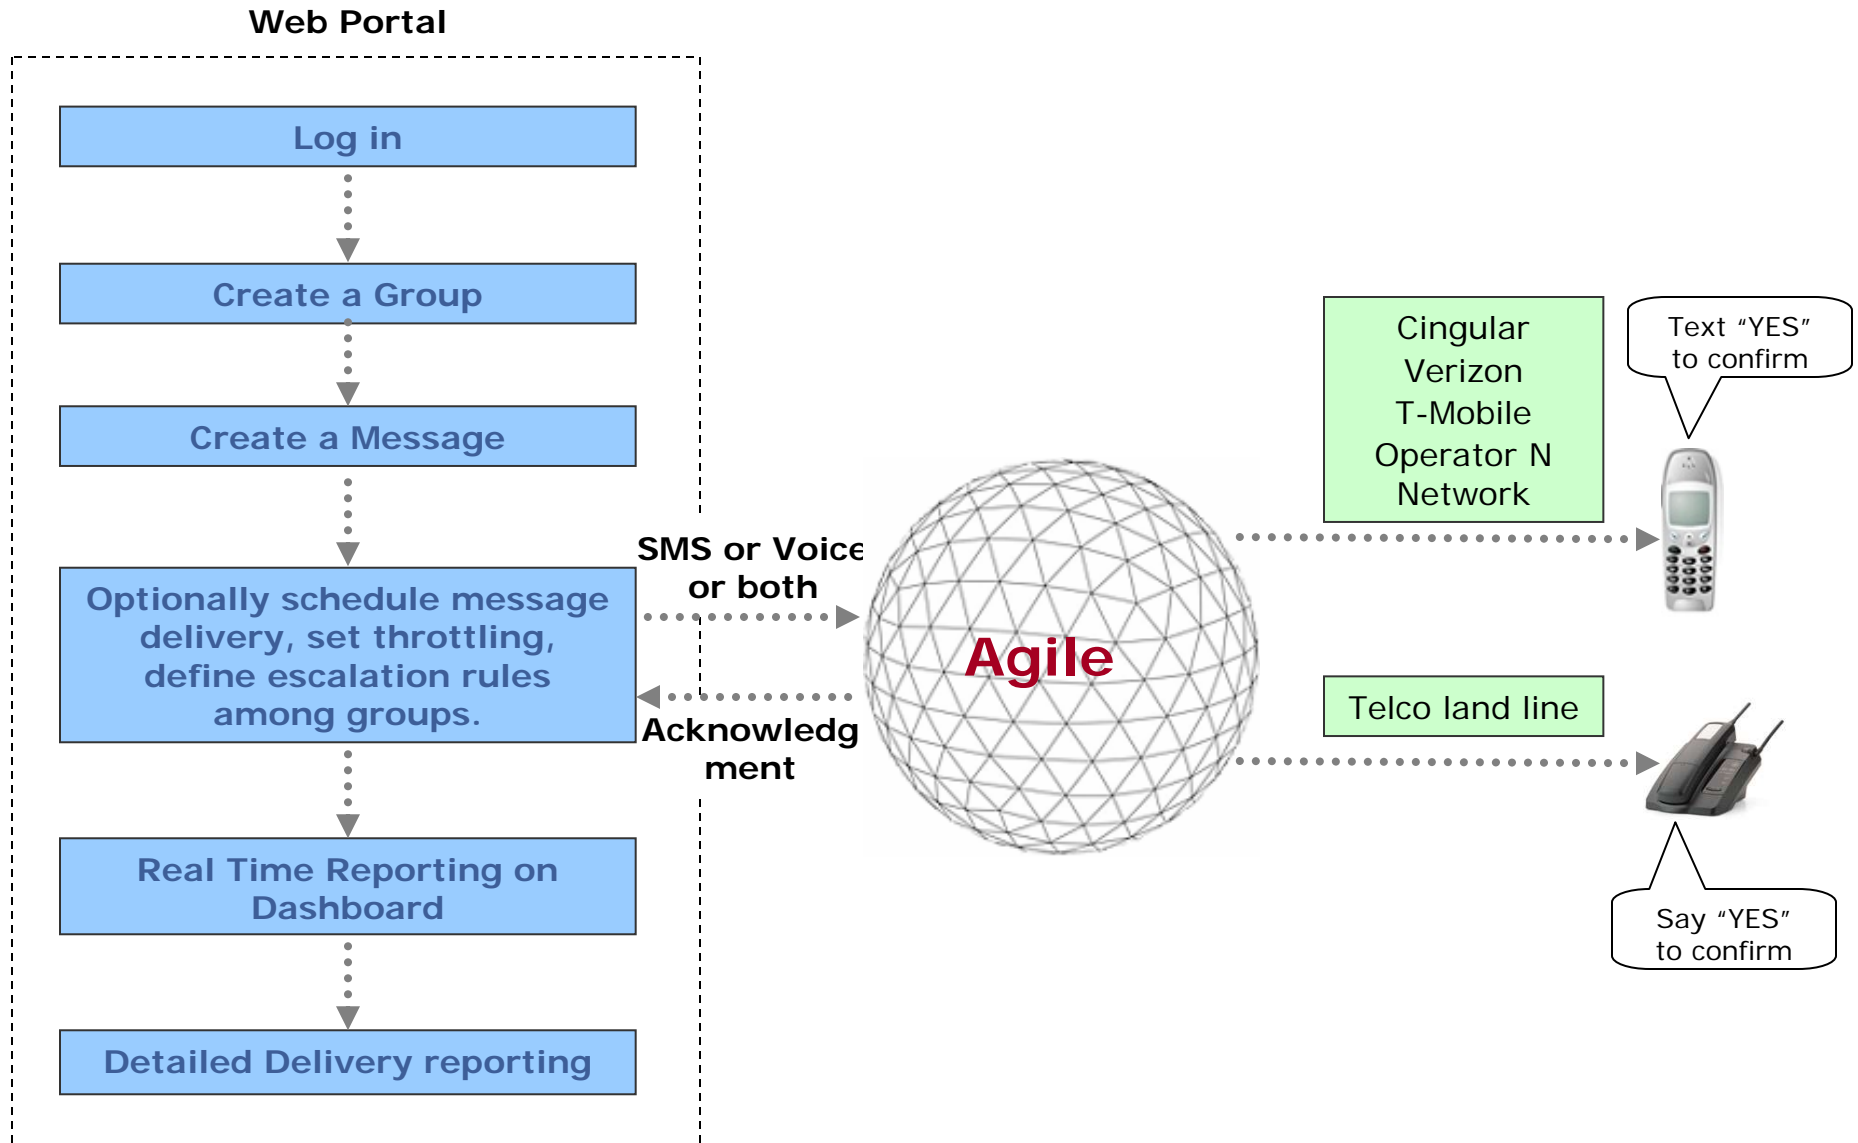 Web Portal
Log in
Create a Group
Create a Message
Optionally schedule message
delivery, set throttling,
define escalation rules
among groups.
Real Time Reporting on
Dashboard
Detailed Delivery reporting
SMS or Voice
or both
Acknowledg
ment
Agile
Cingular
Verizon
T-Mobile
Operator N
Network
Text “YES”
to confirm
Telco land line
Say “YES”
to confirm